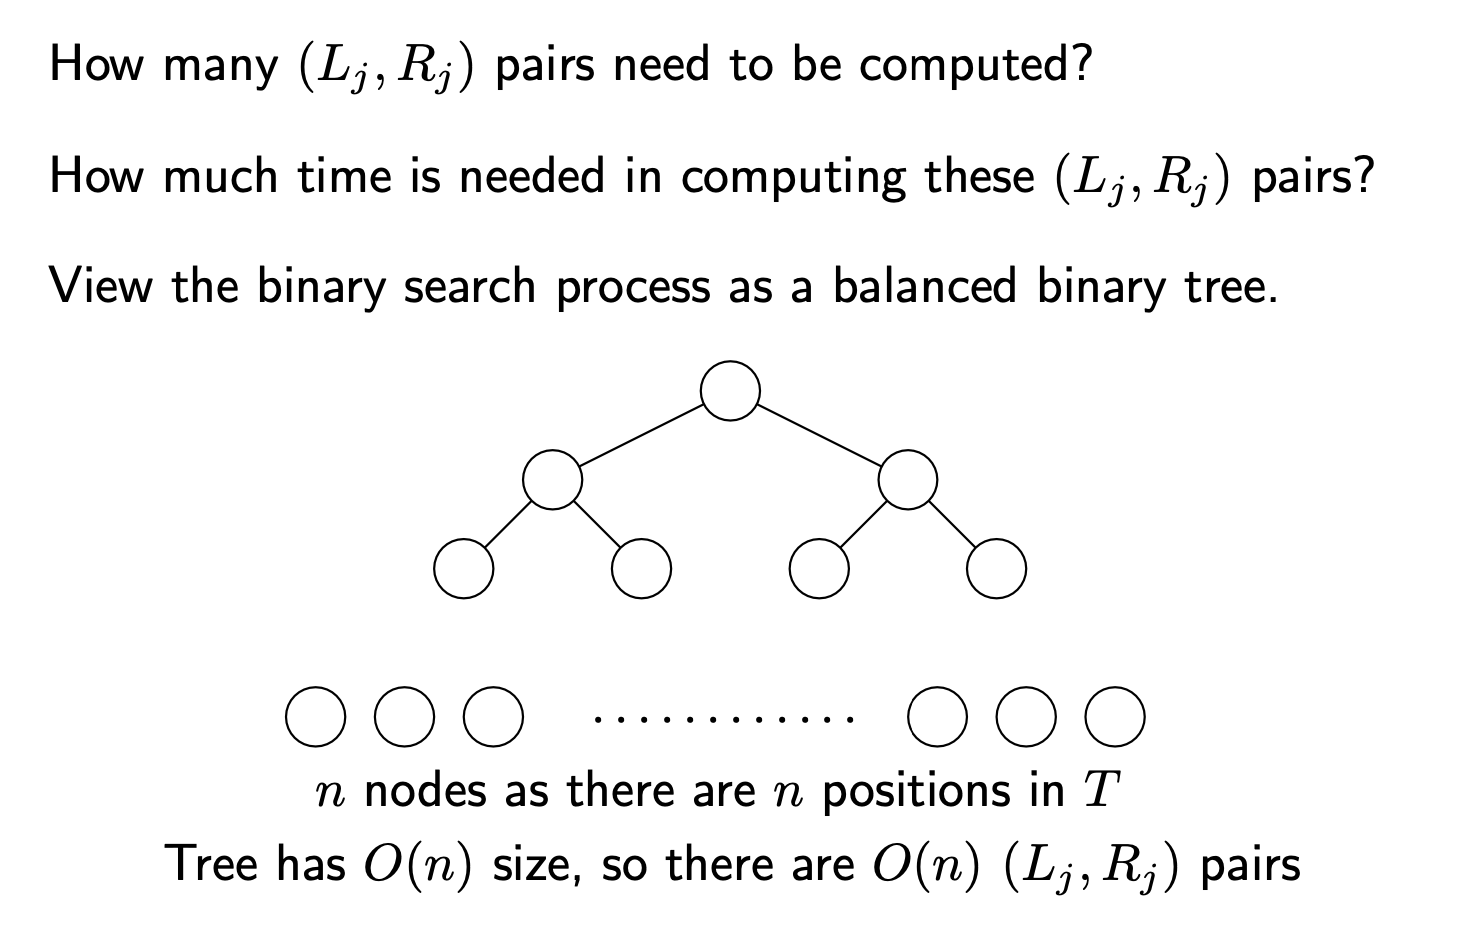 How many (L_j, R_j) pairs need to be computed?
How much time is needed in computing these (L_j, R_j) pairs?
View the binary search process as a balanced binary tree.
............
n nodes as there are n positions in T
Tree has O(n) size, so there are O(n) (L_j, R_j) pairs